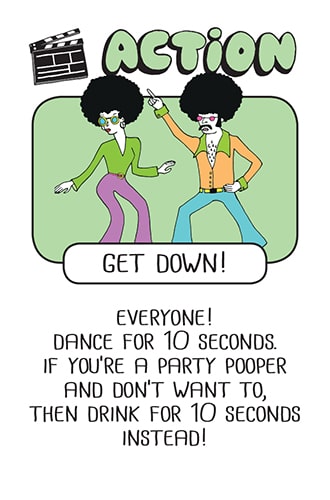 ACTiON
GET DOWN!
EVERYONE!
DANCE FOR 10 SECONDS.
IF YOU'RE A PARTY POOPER
AND DON'T WANT TO,
THEN DRINK FOR 10 SECONDS
INSTEAD!